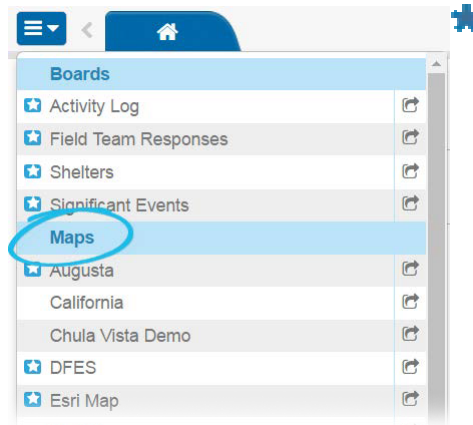 Boards
Activity Log
Field Team Responses
Shelters
Significant Events
Maps
Augusta
California
Chula Vista Demo
DFES
Esri Map